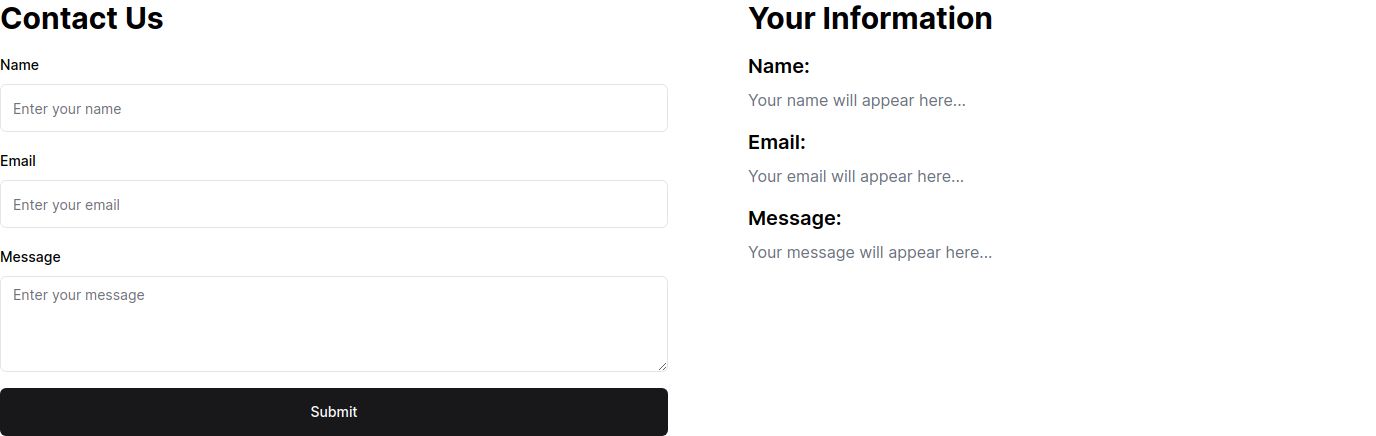 Contact Us
Name
Enter your name
Email
Enter your email
Message
Enter your message
Submit
Your Information
Name:
Your name will appear here...
Email:
Your email will appear here...
Message:
Your message will appear here...